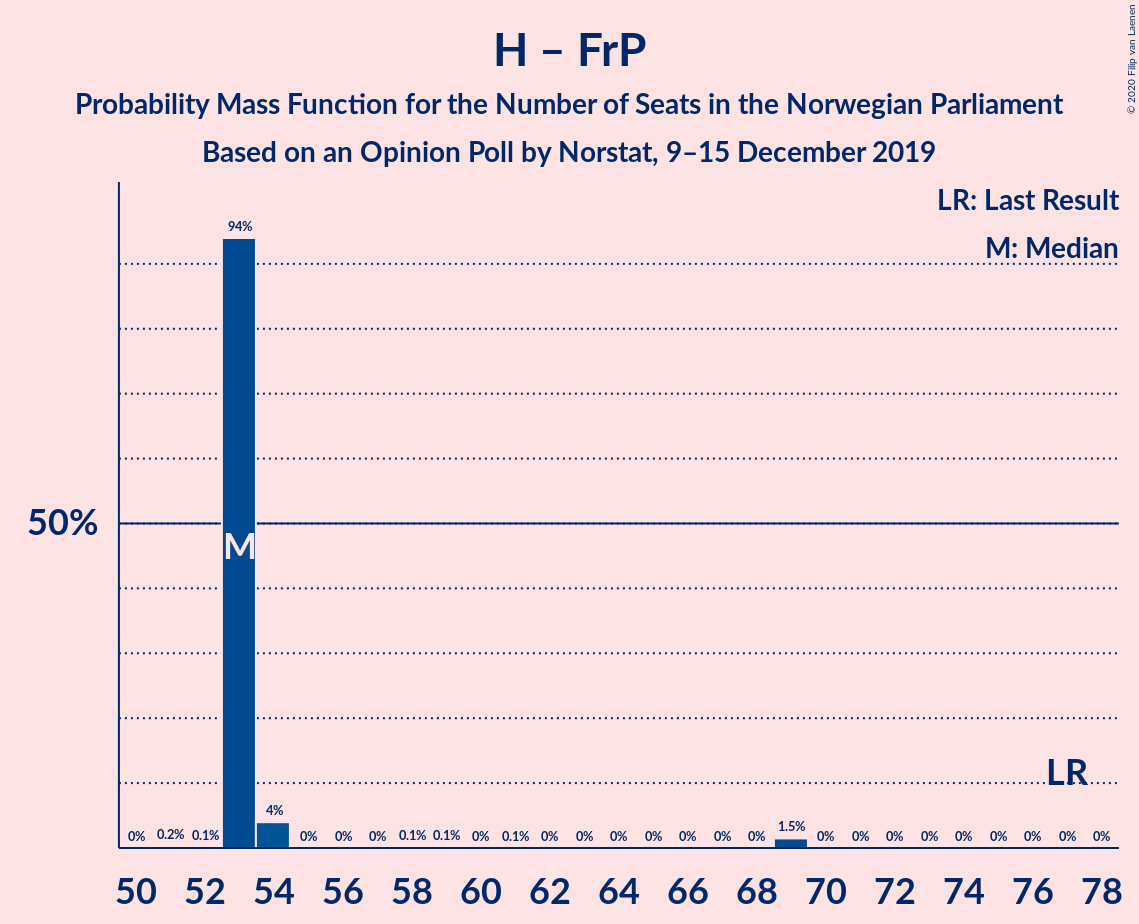 H – FrP
Probability Mass Function for the Number of Seats in the Norwegian Parliament
Based on an Opinion Poll by Norstat, 9–15 December 2019
© 2020 Filip van Laenen
LR: Last Result
M: Median
94%
50%
M
LR
0% 0.2% 0.1% 4% 0% 0% 0% 0.1% 0.1% 0% 0.1% 0% 0% 0% 0% 0% 0% 0% 1.5% 0% 0% 0% 0% 0% 0% 0% 0% 0%
50 52 54 56 58 60 62 64 66 68 70 72 74 76 78